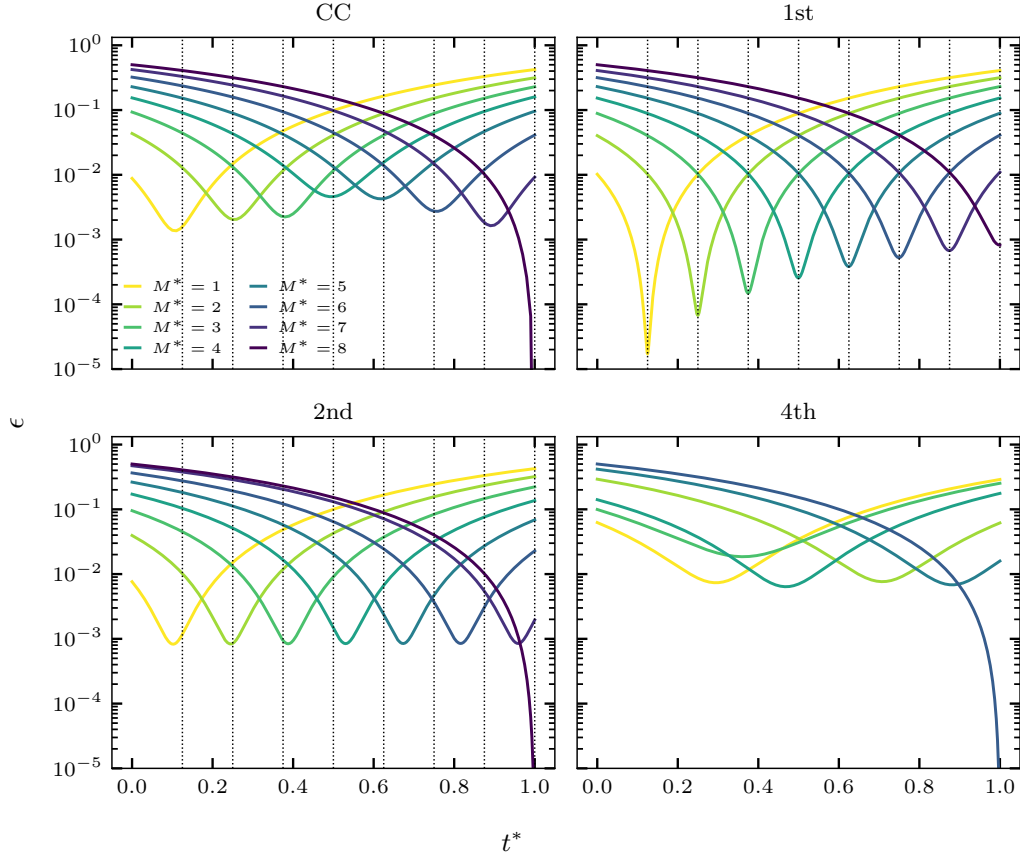 CC
1st
10^0
10^-1
10^-2
10^-3
10^-4
10^-5
M* = 1
M* = 2
M* = 3
M* = 4
M* = 5
M* = 6
M* = 7
M* = 8
ϵ
2nd
4th
10^0
10^-1
10^-2
10^-3
10^-4
10^-5
0.0 0.2 0.4 0.6 0.8 1.0
0.0 0.2 0.4 0.6 0.8 1.0
t*